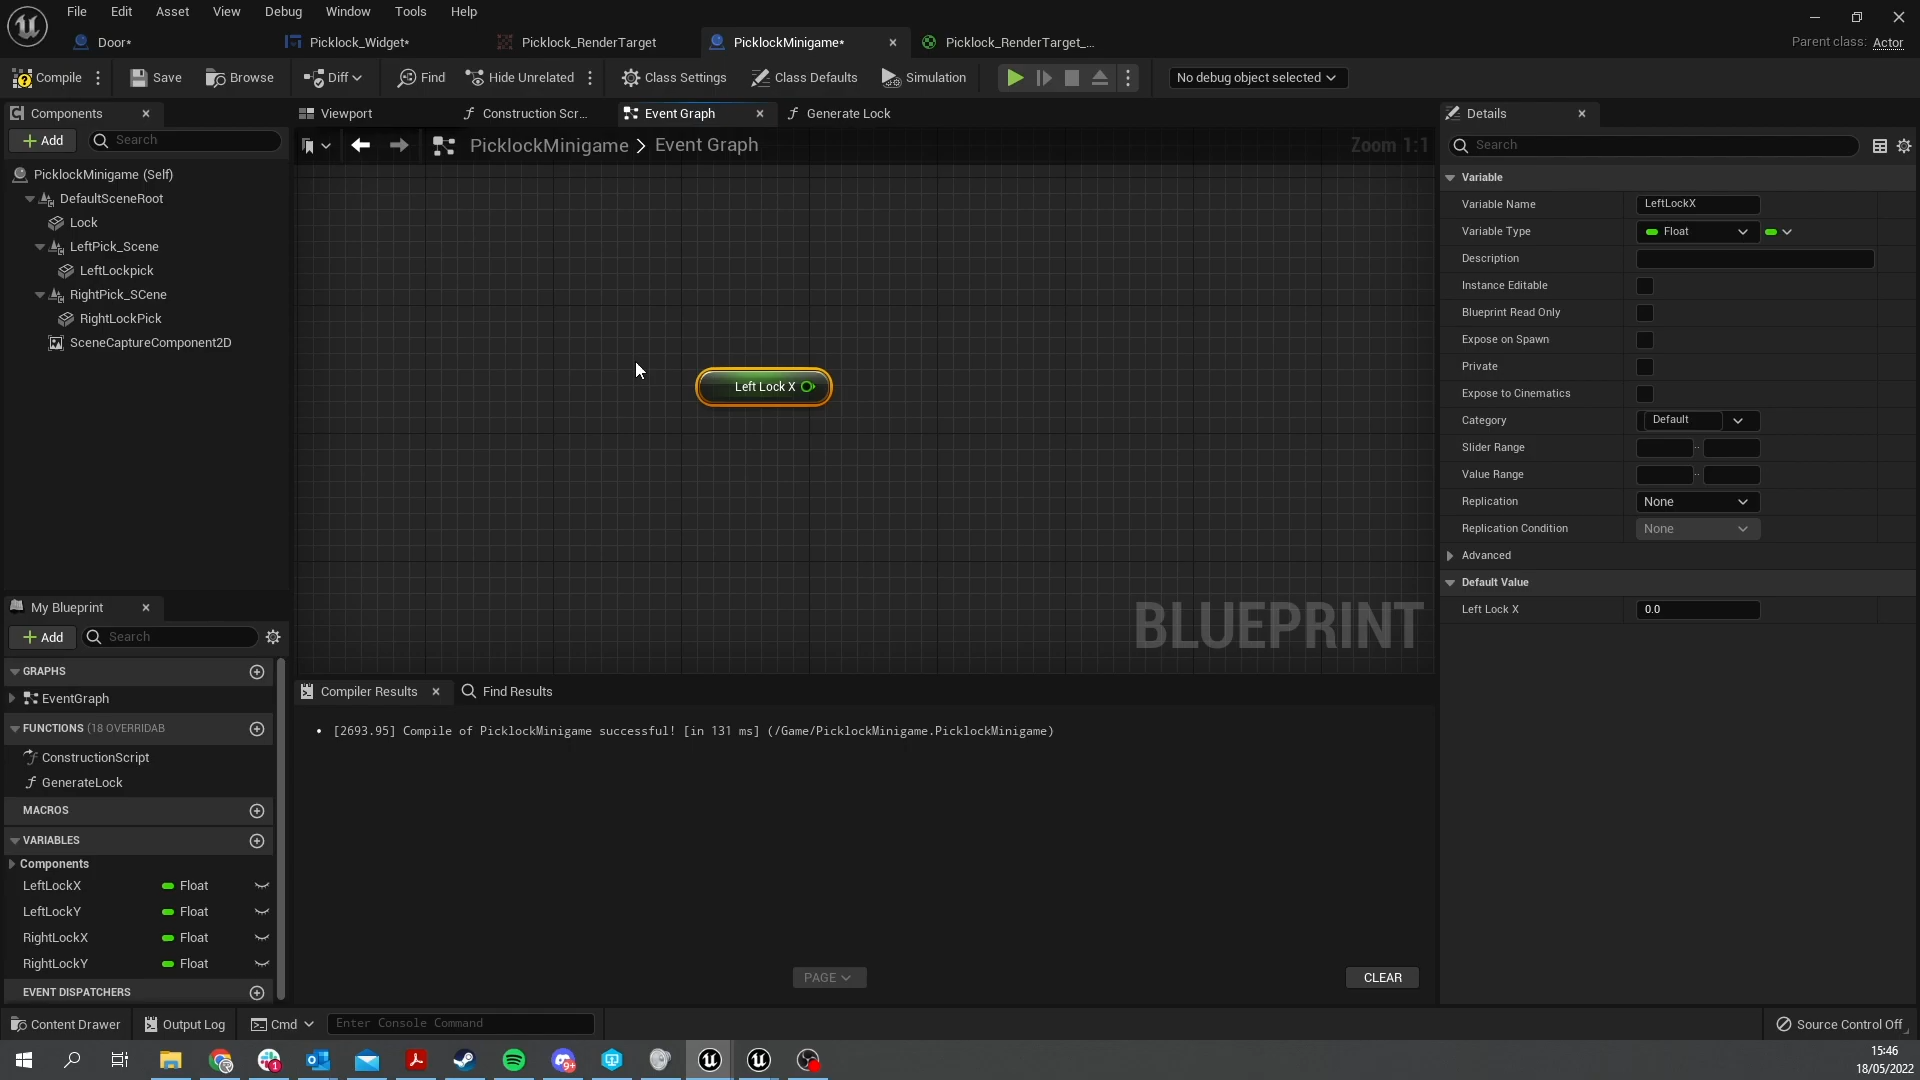 File Edit Asset View Debug Window Tools Help
Door* Picklock_Widget* Picklock_RenderTarget PicklockMinigame* Picklock_RenderTarget_... Parent class: Actor
Compile Save Browse Diff Find Hide Unrelated Class Settings Class Defaults Simulation No debug object selected
Components Viewport Construction Scr... Event Graph Generate Lock Details
Add Search PicklockMinigame > Event Graph Zoom 1:1 Search
PicklockMinigame (Self)
DefaultSceneRoot
Lock
LeftPick_Scene
LeftLockpick
RightPick_SCene
RightLockPick
SceneCaptureComponent2D
Left Lock X
BLUEPRINT
Variable
Variable Name LeftLockX
Variable Type Float
Description
Instance Editable
Blueprint Read Only
Expose on Spawn
Private
Expose to Cinematics
Category Default
Slider Range
Value Range
Replication None
Replication Condition None
Advanced
Default Value
Left Lock X 0.0
My Blueprint
Add Search
GRAPHS
EventGraph
FUNCTIONS (18 OVERRIDAB
ConstructionScript
GenerateLock
MACROS
VARIABLES
Components
LeftLockX Float
LeftLockY Float
RightLockX Float
RightLockY Float
EVENT DISPATCHERS
Compiler Results Find Results
• [2693.95] Compile of PicklockMinigame successful! [in 131 ms] (/Game/PicklockMinigame.PicklockMinigame)
PAGE CLEAR
Content Drawer Output Log Cmd Enter Console Command Source Control Off
1 9+
15:46
18/05/2022